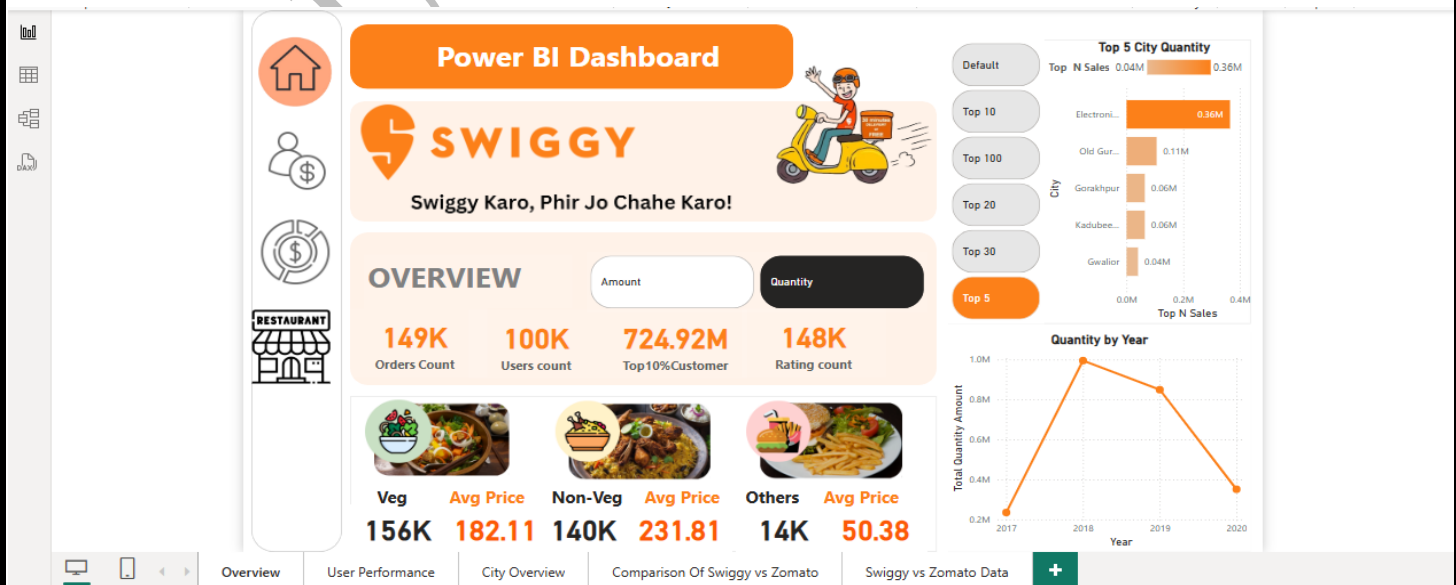 Power BI Dashboard
SWIGGY
Swiggy Karo, Phir Jo Chahe Karo!
RESTAURANT
OVERVIEW
Amount
Quantity
149K
Orders Count
100K
Users count
724.92M
Top10%Customer
148K
Rating count
Veg
Avg Price
156K
182.11
Non-Veg
Avg Price
140K
231.81
Others
Avg Price
14K
50.38
Default
Top 10
Top 100
Top 20
Top 30
Top 5
Top 5 City Quantity
Top N Sales 0.04M 0.36M
City
Electroni... 0.36M
Old Gur... 0.11M
Gorakhpur 0.06M
Kadubee... 0.06M
Gwalior 0.04M
0.0M 0.2M 0.4M
Top N Sales
Quantity by Year
Total Quantity Amount
1.0M
0.8M
0.6M
0.4M
0.2M
2017 2018 2019 2020
Year
DAX
Overview
User Performance
City Overview
Comparison Of Swiggy vs Zomato
Swiggy vs Zomato Data
+